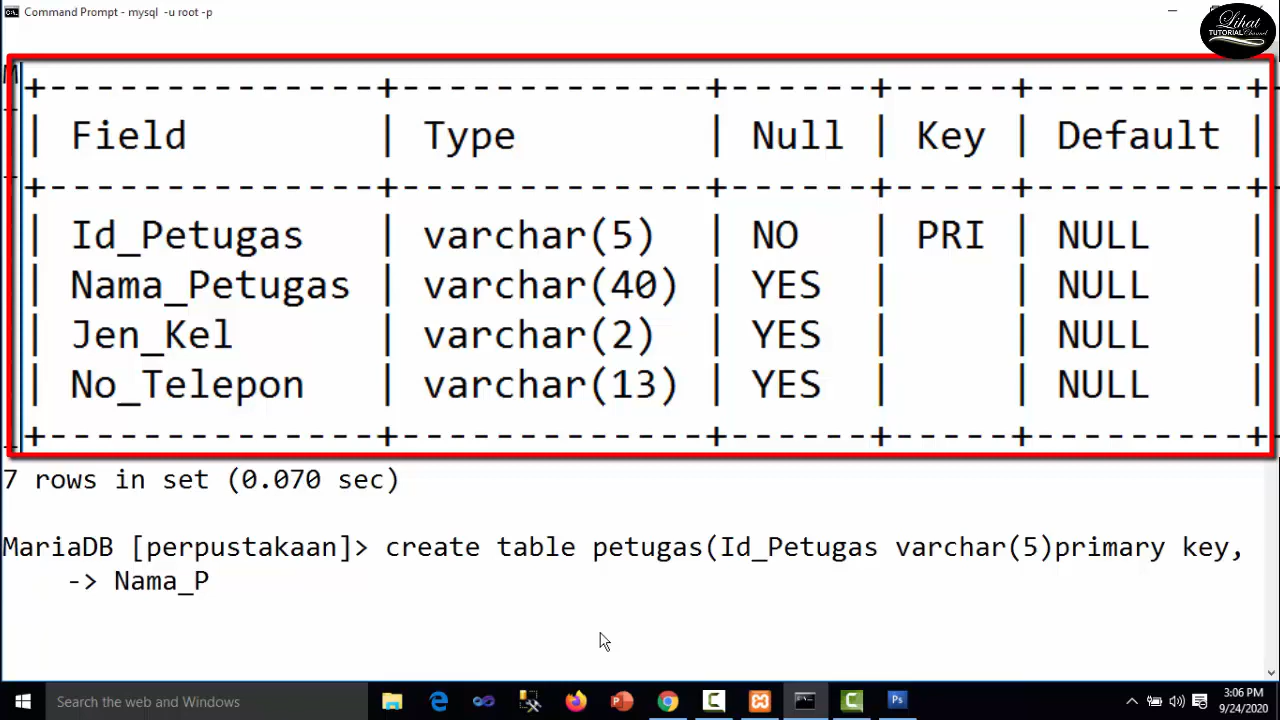 Command Prompt - mysql -u root -p
Lihat
TUTORIAL Channel
+--------------+-------------+------+-----+---------+
| Field | Type | Null | Key | Default |
+--------------+-------------+------+-----+---------+
| Id_Petugas | varchar(5) | NO | PRI | NULL |
| Nama_Petugas | varchar(40) | YES | | NULL |
| Jen_Kel | varchar(2) | YES | | NULL |
| No_Telepon | varchar(13) | YES | | NULL |
+--------------+-------------+------+-----+---------+
7 rows in set (0.070 sec)
MariaDB [perpustakaan]> create table petugas(Id_Petugas varchar(5)primary key,
-> Nama_P
Search the web and Windows
3:06 PM
9/24/2020